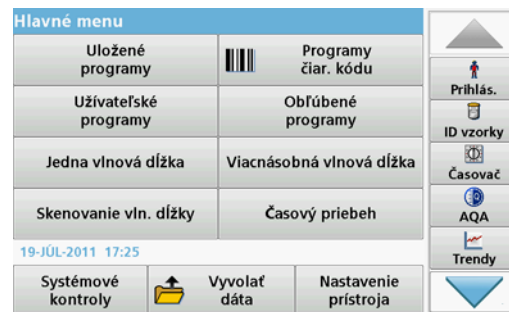 Hlavné menu
Uložené
programy
Programy
čiar. kódu
Užívateľské
programy
Obľúbené
programy
Jedna vlnová dĺžka
Viacnásobná vlnová dĺžka
Skenovanie vln. dĺžky
Časový priebeh
19-JÚL-2011 17:25
Systémové
kontroly
Vyvolať
dáta
Nastavenie
prístroja
Prihlás.
ID vzorky
Časovač
AQA
Trendy